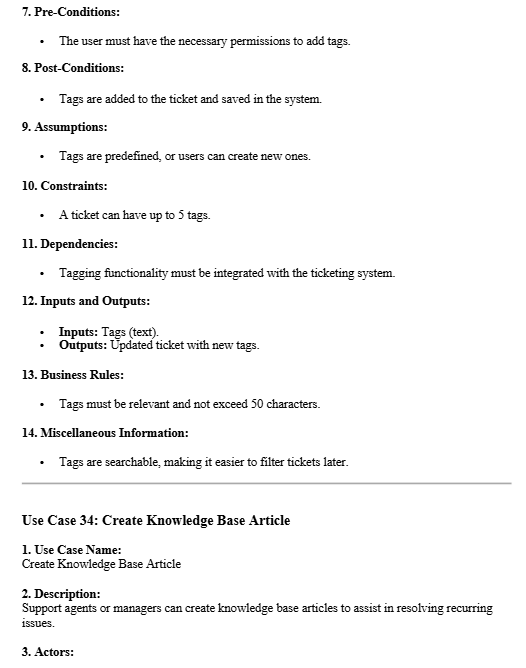 7. Pre-Conditions:
• The user must have the necessary permissions to add tags.
8. Post-Conditions:
• Tags are added to the ticket and saved in the system.
9. Assumptions:
• Tags are predefined, or users can create new ones.
10. Constraints:
• A ticket can have up to 5 tags.
11. Dependencies:
• Tagging functionality must be integrated with the ticketing system.
12. Inputs and Outputs:
• Inputs: Tags (text).
• Outputs: Updated ticket with new tags.
13. Business Rules:
• Tags must be relevant and not exceed 50 characters.
14. Miscellaneous Information:
• Tags are searchable, making it easier to filter tickets later.
Use Case 34: Create Knowledge Base Article
1. Use Case Name:
Create Knowledge Base Article
2. Description:
Support agents or managers can create knowledge base articles to assist in resolving recurring
issues.
3. Actors: